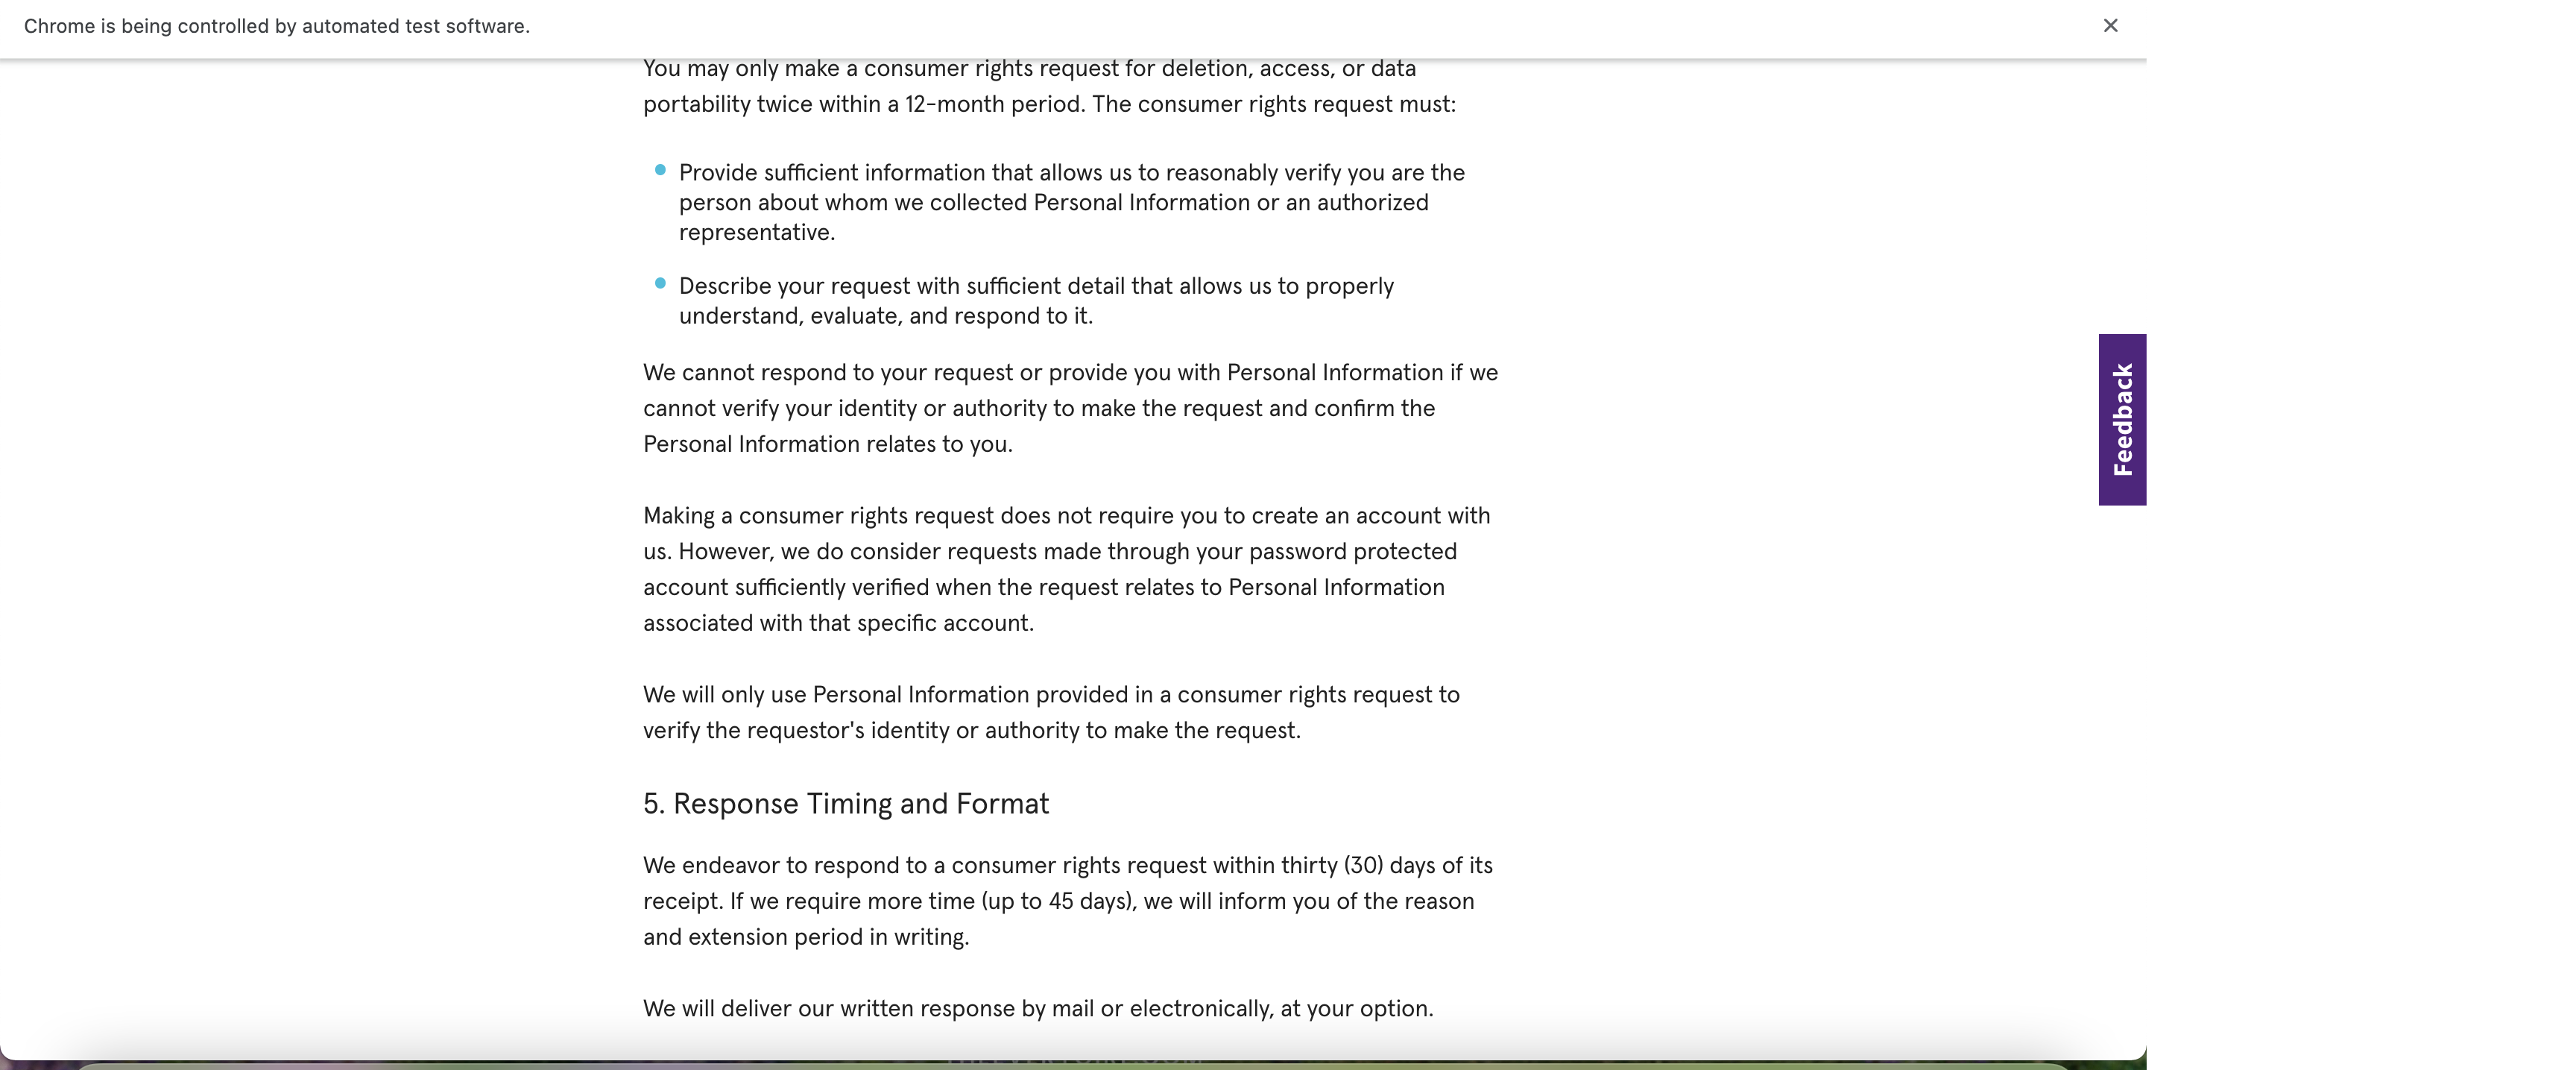 Chrome is being controlled by automated test software.
You may only make a consumer rights request for deletion, access, or data
portability twice within a 12-month period. The consumer rights request must:
Provide sufficient information that allows us to reasonably verify you are the
person about whom we collected Personal Information or an authorized
representative.
Describe your request with sufficient detail that allows us to properly
understand, evaluate, and respond to it.
We cannot respond to your request or provide you with Personal Information if we
cannot verify your identity or authority to make the request and confirm the
Personal Information relates to you.
Making a consumer rights request does not require you to create an account with
us. However, we do consider requests made through your password protected
account sufficiently verified when the request relates to Personal Information
associated with that specific account.
We will only use Personal Information provided in a consumer rights request to
verify the requestor's identity or authority to make the request.
5. Response Timing and Format
We endeavor to respond to a consumer rights request within thirty (30) days of its
receipt. If we require more time (up to 45 days), we will inform you of the reason
and extension period in writing.
We will deliver our written response by mail or electronically, at your option.
Feedback